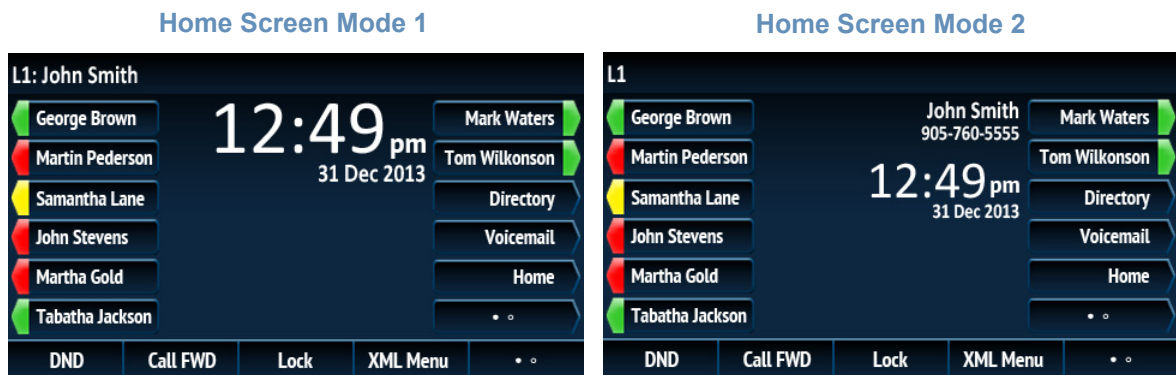 Home Screen Mode 1
L1: John Smith
George Brown
Martin Pederson
Samantha Lane
John Stevens
Martha Gold
Tabatha Jackson
12:49 pm
31 Dec 2013
Mark Waters
Tom Wilkonson
Directory
Voicemail
Home
DND Call FWD Lock XML Menu
Home Screen Mode 2
L1
George Brown
Martin Pederson
Samantha Lane
John Stevens
Martha Gold
Tabatha Jackson
John Smith
905-760-5555
12:49 pm
31 Dec 2013
Mark Waters
Tom Wilkonson
Directory
Voicemail
Home
DND Call FWD Lock XML Menu